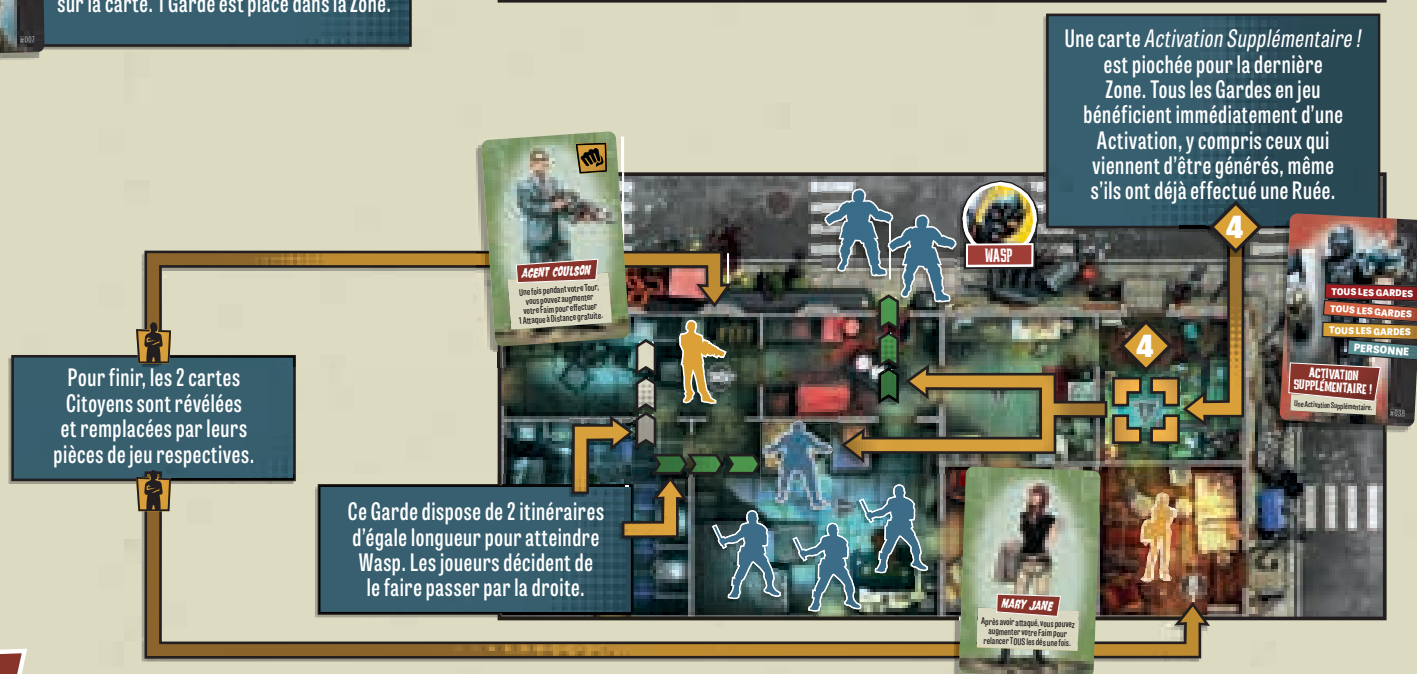 sur la carte. 1 Garde est placé dans la Zone.
#007
Une carte Activation Supplémentaire !
est piochée pour la dernière
Zone. Tous les Gardes en jeu
bénéficient immédiatement d'une
Activation, y compris ceux qui
viennent d'être générés, même
s'ils ont déjà effectué une Ruée.
4
AGENT COULSON
Une fois pendant votre Tour,
vous pouvez augmenter
votre Faim pour effectuer
1 Attaque à Distance gratuite.
WASP
TOUS LES GARDES
TOUS LES GARDES
TOUS LES GARDES
PERSONNE
ACTIVATION
SUPPLÉMENTAIRE !
Une Activation Supplémentaire.
#038
4
Pour finir, les 2 cartes
Citoyens sont révélées
et remplacées par leurs
pièces de jeu respectives.
Ce Garde dispose de 2 itinéraires
d'égale longueur pour atteindre
Wasp. Les joueurs décident de
le faire passer par la droite.
MARY JANE
Après avoir attaqué, vous pouvez
augmenter votre Faim pour
relancer TOUS les dés une fois.